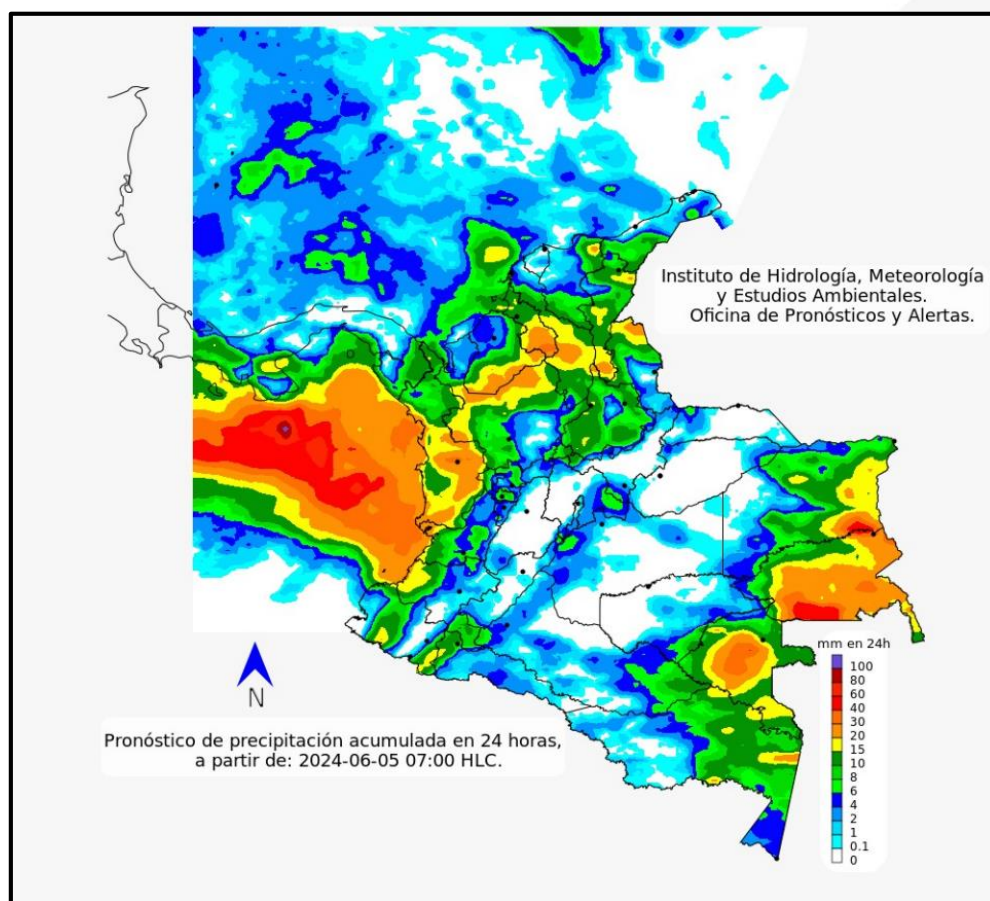 Instituto de Hidrología, Meteorología
y Estudios Ambientales.
Oficina de Pronósticos y Alertas.
mm en 24h
100
80
60
40
30
20
15
10
8
6
4
2
1
0.1
0
N
Pronóstico de precipitación acumulada en 24 horas,
a partir de: 2024-06-05 07:00 HLC.